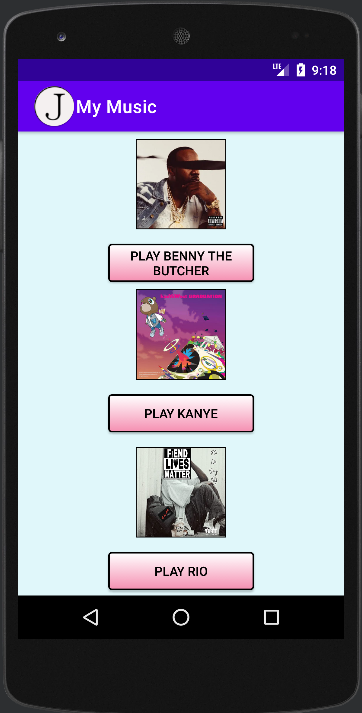 LTE 9:18
J My Music
PLAY BENNY THE
BUTCHER
PLAY KANYE
FIEND
LIVES
MATTER
PLAY RIO